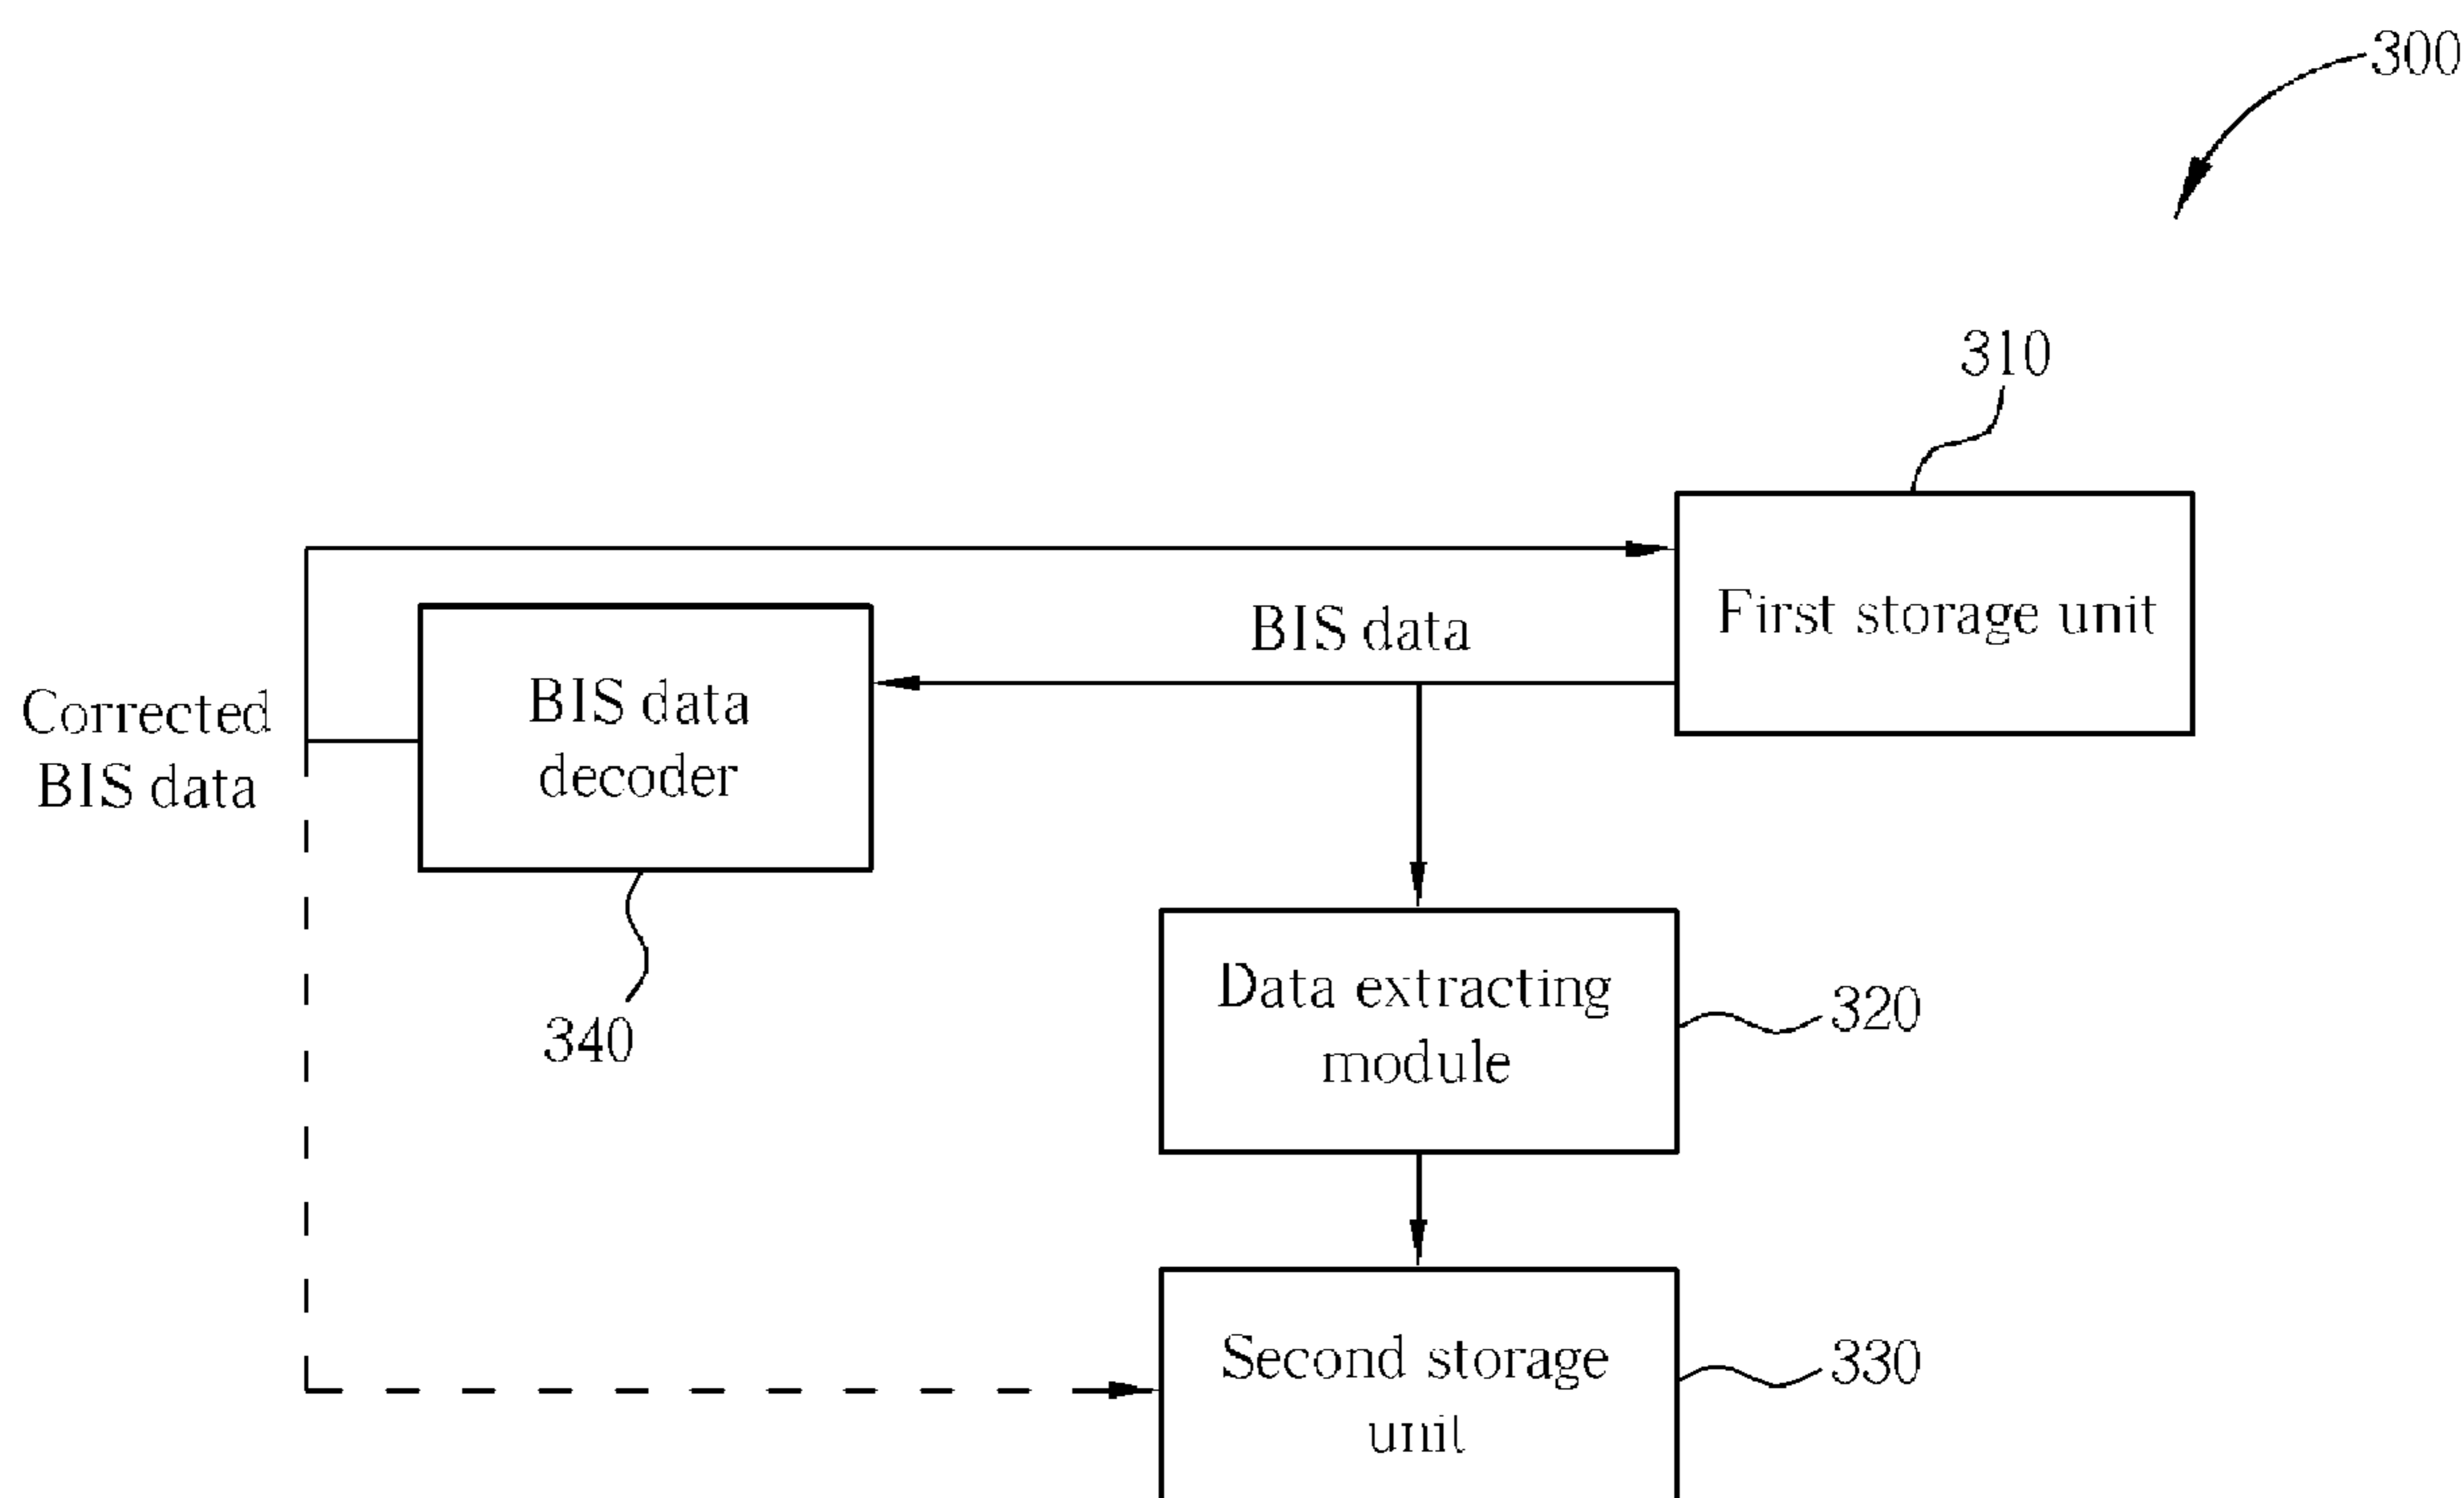 300
310
First storage unit
BIS data
BIS data
decoder
Corrected
BIS data
340
Data extracting
module
320
Second storage
unit
330